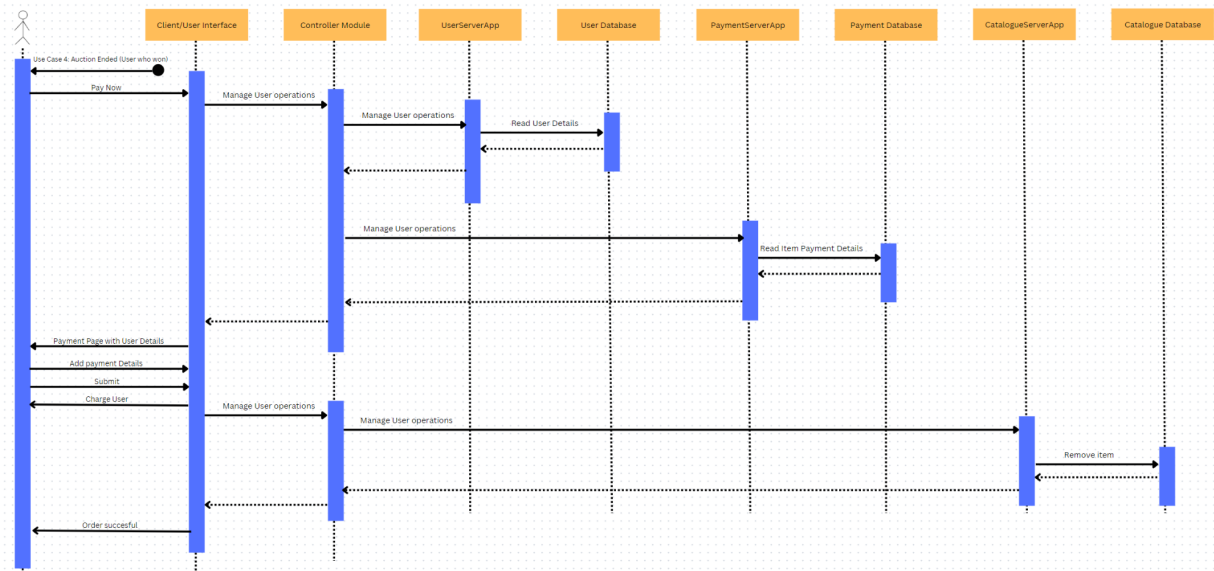 Client/User Interface
Controller Module
UserServerApp
User Database
PaymentServerApp
Payment Database
CatalogueServerApp
Catalogue Database
Use Case 4: Auction Ended (User who won)
Pay Now
Manage User operations
Manage User operations
Read User Details
Manage User operations
Read Item Payment Details
Payment Page with User Details
Add payment Details
Submit
Charge User
Manage User operations
Manage User operations
Remove item
Order succesful